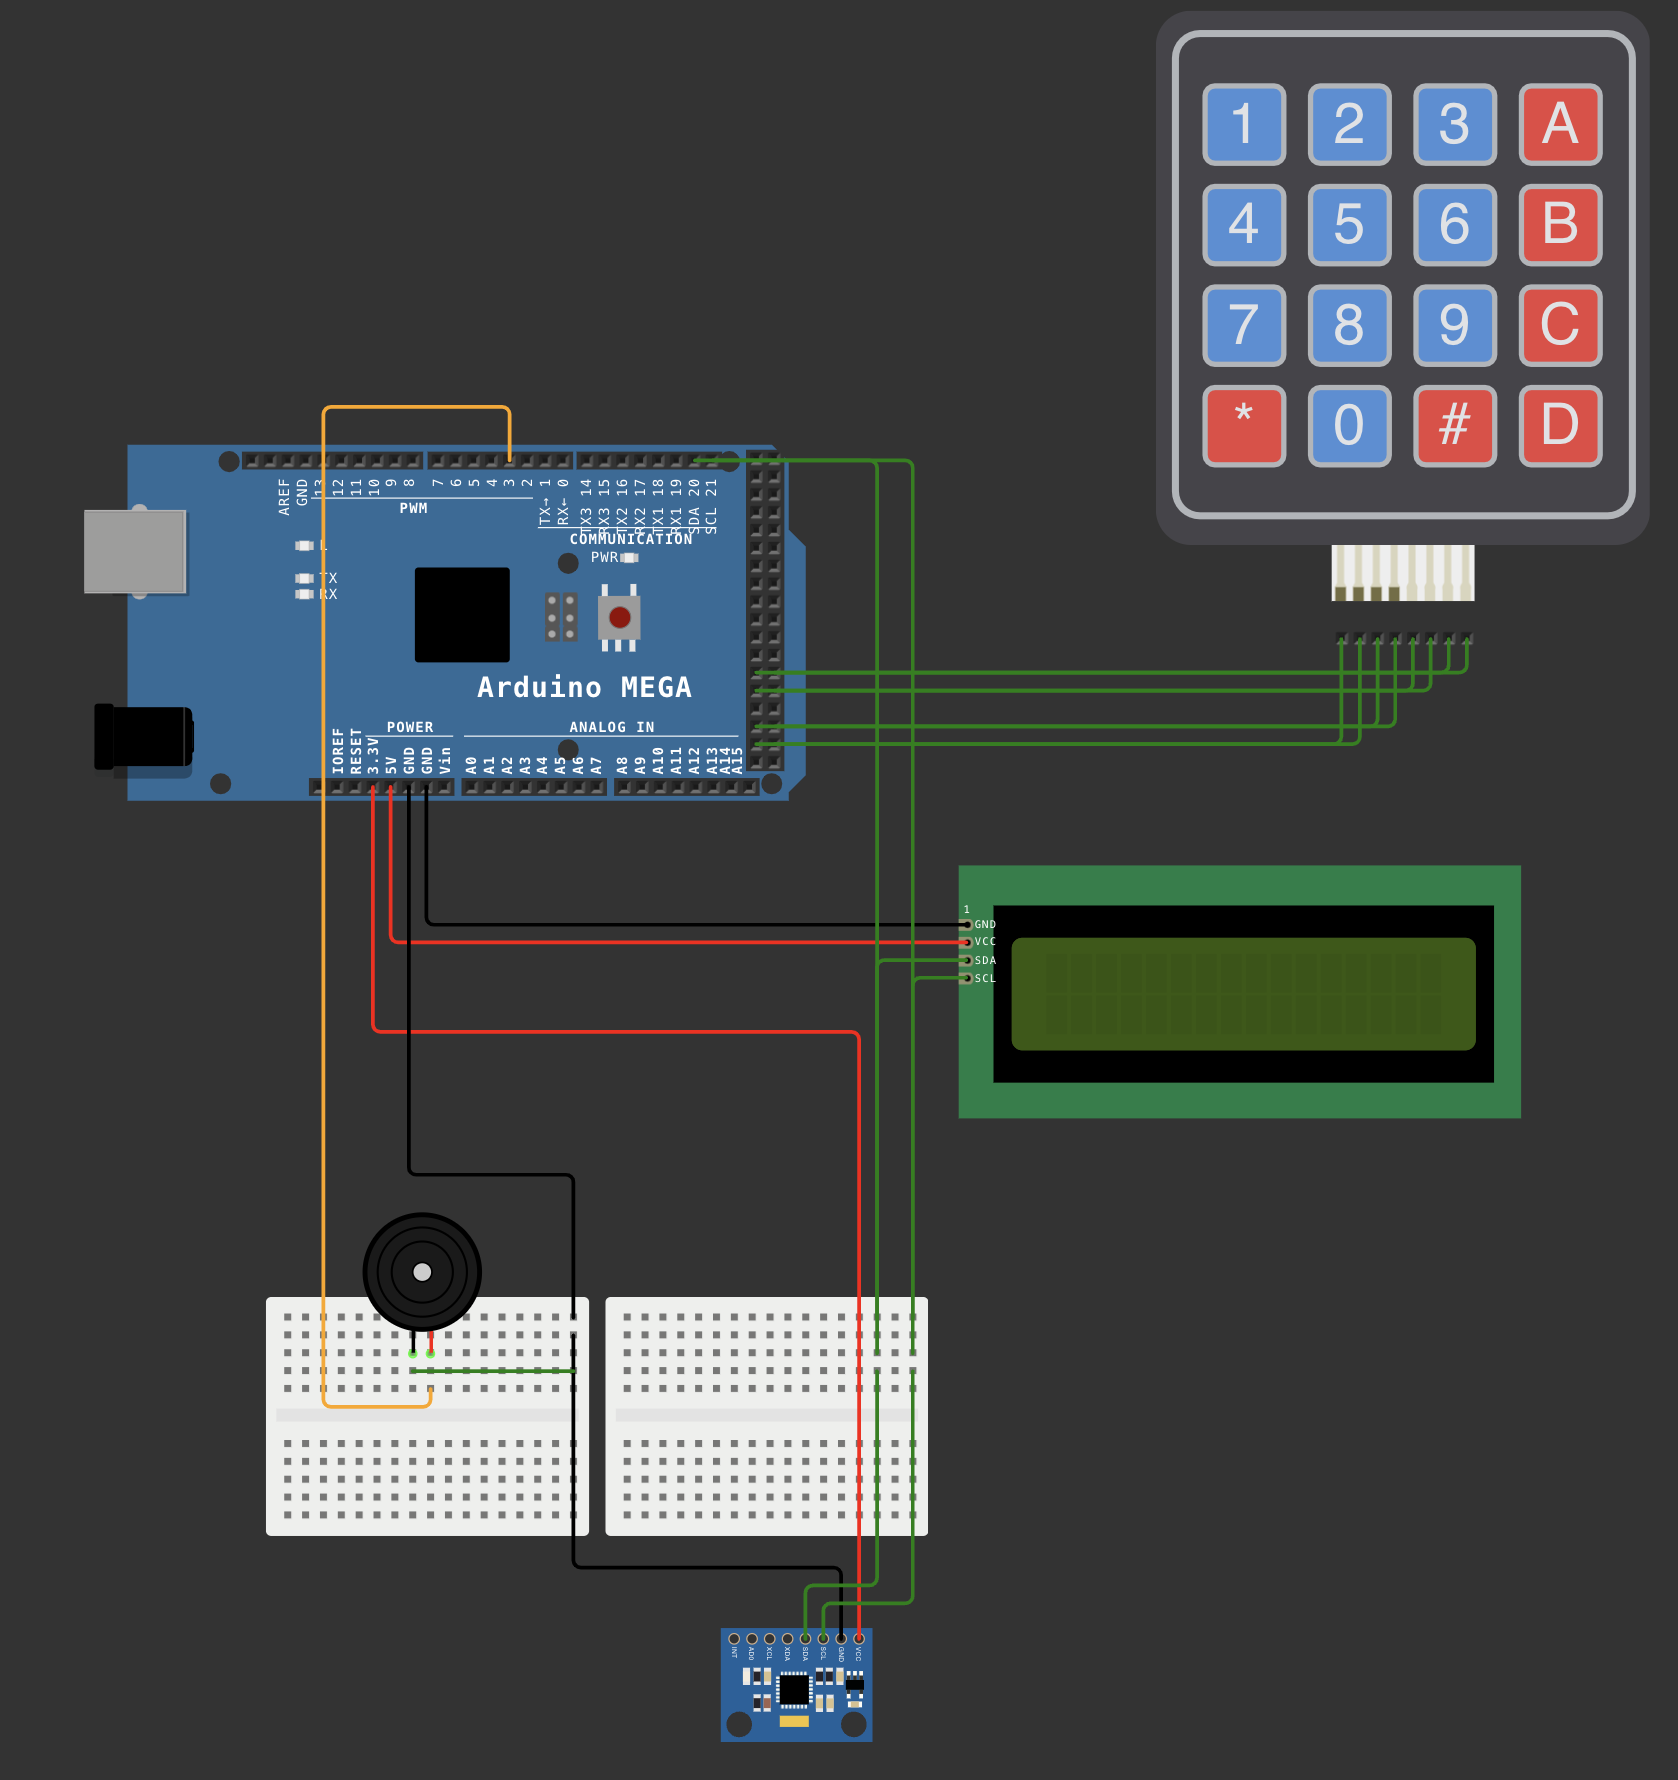 1 2 3 A
4 5 6 B
7 8 9 C
* 0 # D
AREF
GND
13
12
11
10
9
8
7
6
5
4
3
2
TX→ 1
RX← 0
TX3 14
RX3 15
TX2 16
RX2 17
TX1 18
RX1 19
SDA 20
SCL 21
PWM
COMMUNICATION
PWR
L
TX
RX
Arduino MEGA
POWER
ANALOG IN
IOREF
RESET
3.3V
5V
GND
GND
Vin
A0
A1
A2
A3
A4
A5
A6
A7
A8
A9
A10
A11
A12
A13
A14
A15
1
GND
VCC
SDA
SCL
INT
AD0
XCL
XDA
SDA
SCL
GND
VCC